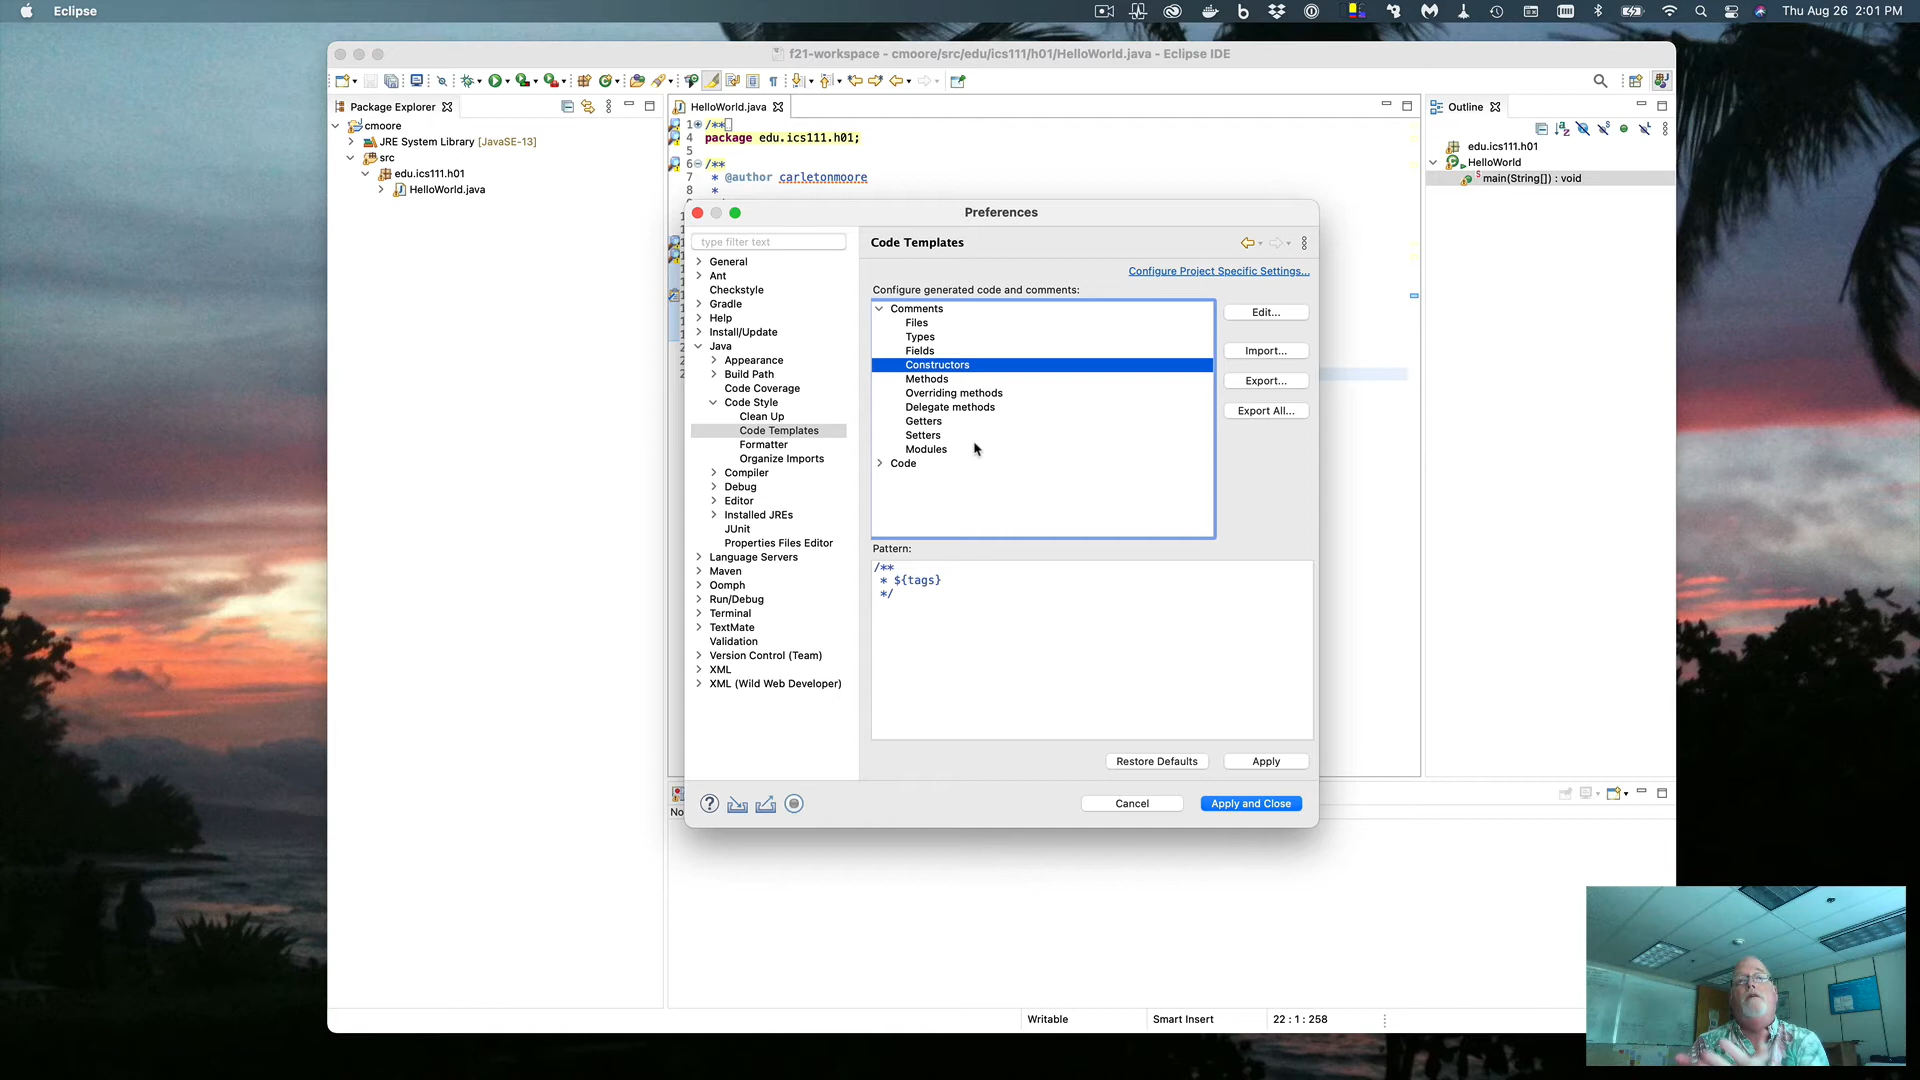 Eclipse
Thu Aug 26 2:01 PM
f21-workspace - cmoore/src/edu/ics111/h01/HelloWorld.java - Eclipse IDE
Package Explorer
cmoore
JRE System Library [JavaSE-13]
src
edu.ics111.h01
HelloWorld.java
HelloWorld.java
1 /**
4 package edu.ics111.h01;
5
6 /**
7 * @author carletonmoore
8 *
Outline
edu.ics111.h01
HelloWorld
main(String[]) : void
Preferences
type filter text
General
Ant
Checkstyle
Gradle
Help
Install/Update
Java
Appearance
Build Path
Code Coverage
Code Style
Clean Up
Code Templates
Formatter
Organize Imports
Compiler
Debug
Editor
Installed JREs
JUnit
Properties Files Editor
Language Servers
Maven
Oomph
Run/Debug
Terminal
TextMate
Validation
Version Control (Team)
XML
XML (Wild Web Developer)
Code Templates
Configure Project Specific Settings...
Configure generated code and comments:
Comments
Files
Types
Fields
Constructors
Methods
Overriding methods
Delegate methods
Getters
Setters
Modules
Code
Edit...
Import...
Export...
Export All...
Pattern:
/**
* ${tags}
*/
Restore Defaults
Apply
Cancel
Apply and Close
No
Writable
Smart Insert
22 : 1 : 258